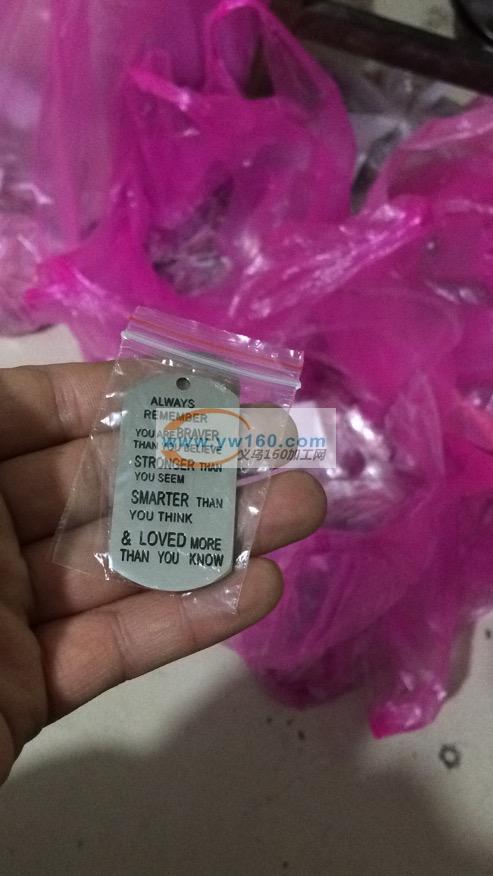 ALWAYS
REMEMBER
YOU ARE BRAVER
THAN YOU BELIEVE
www.yw160.com
义乌160加工网
STRONGER THAN
YOU SEEM
SMARTER THAN
YOU THINK
& LOVED MORE
THAN YOU KNOW